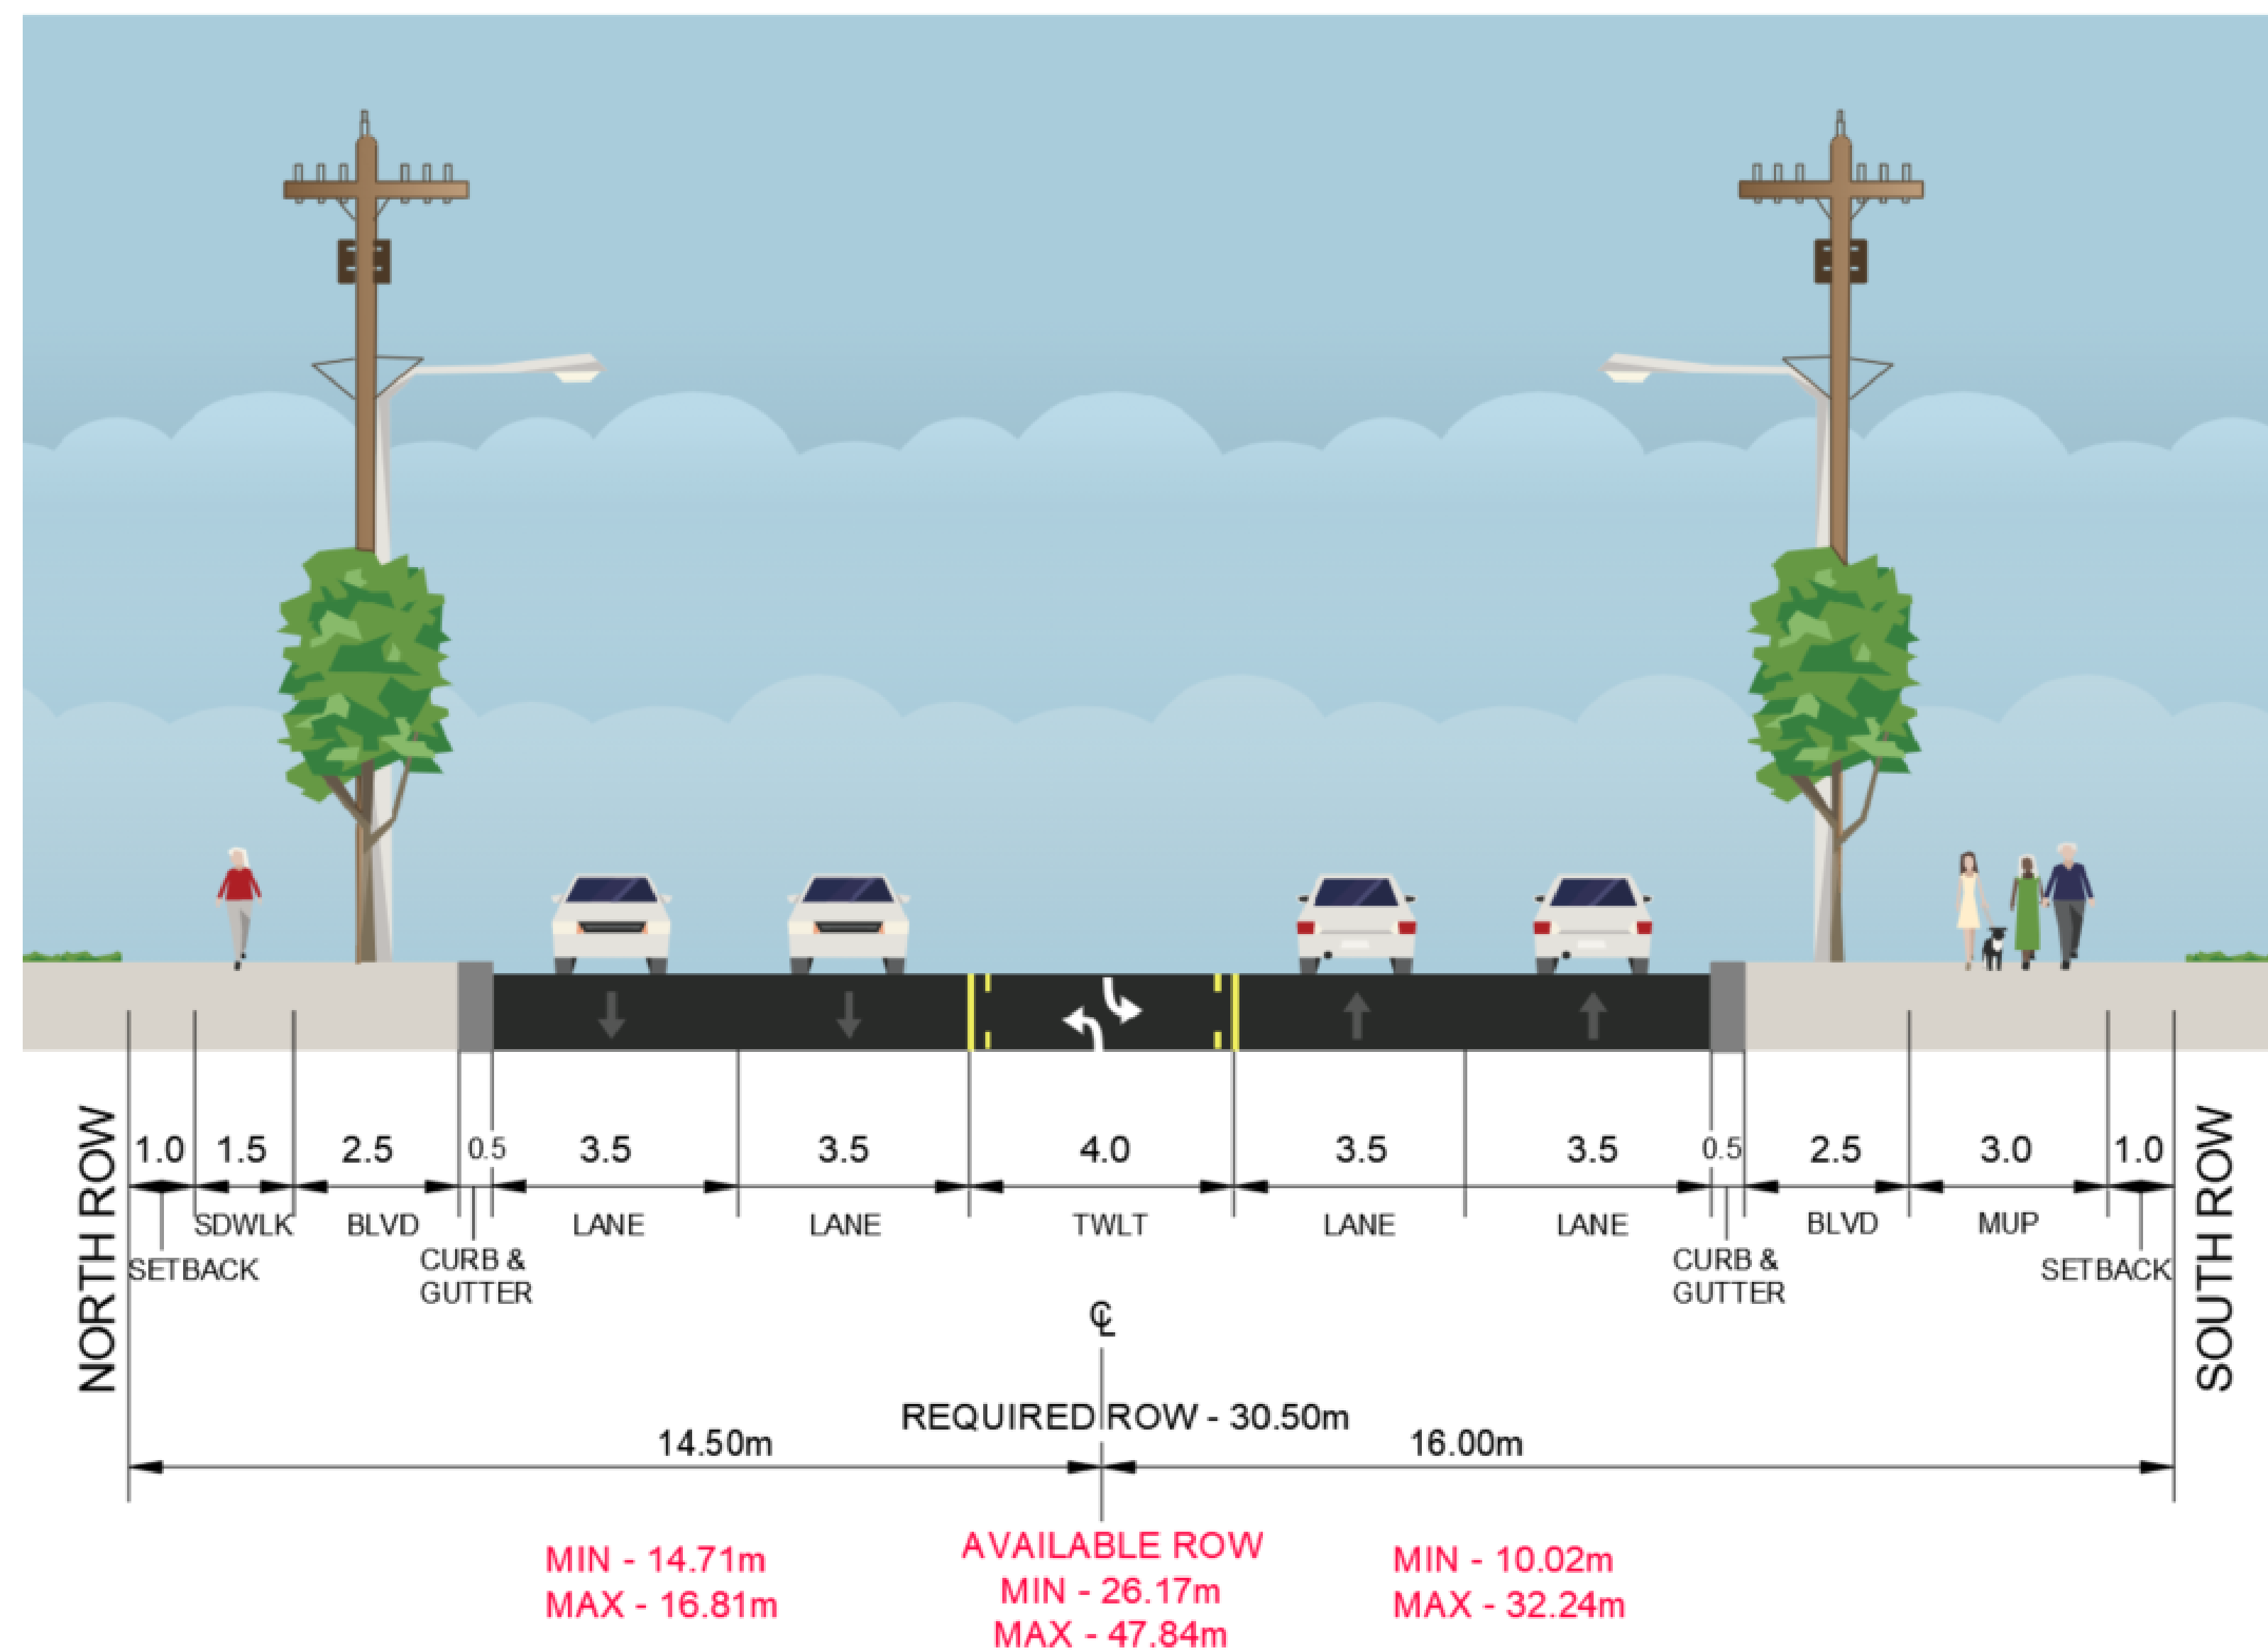 NORTH ROW
1.0 1.5 2.5 0.5 3.5 3.5 4.0 3.5 3.5 0.5 2.5 3.0 1.0
SDWLK BLVD LANE LANE TWLT LANE LANE BLVD MUP
SETBACK CURB & CURB & SETBACK
GUTTER GUTTER
SOUTH ROW
℄
REQUIRED ROW - 30.50m
14.50m 16.00m
AVAILABLE ROW
MIN - 14.71m MIN - 26.17m MIN - 10.02m
MAX - 16.81m MAX - 47.84m MAX - 32.24m